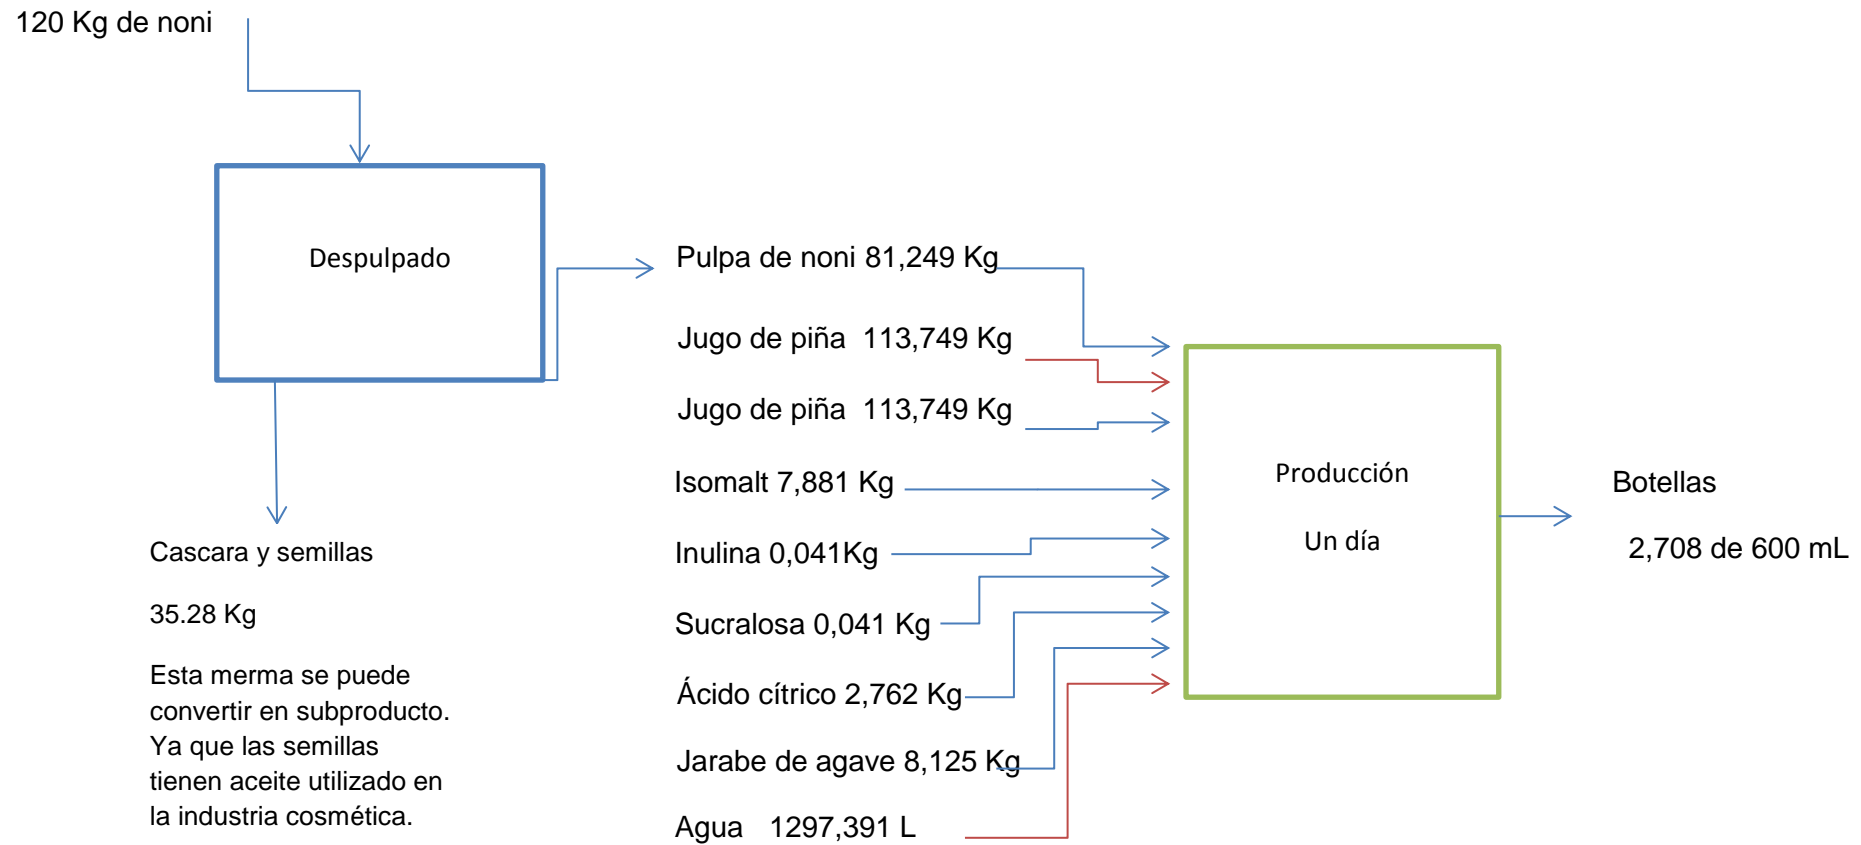 120 Kg de noni
Despulpado
Cascara y semillas
35.28 Kg
Esta merma se puede
convertir en subproducto.
Ya que las semillas
tienen aceite utilizado en
la industria cosmética.
Pulpa de noni 81,249 Kg
Jugo de piña  113,749 Kg
Jugo de piña  113,749 Kg
Isomalt 7,881 Kg
Inulina 0,041Kg
Sucralosa 0,041 Kg
Ácido cítrico 2,762 Kg
Jarabe de agave 8,125 Kg
Agua   1297,391 L
Producción
Un día
Botellas
2,708 de 600 mL